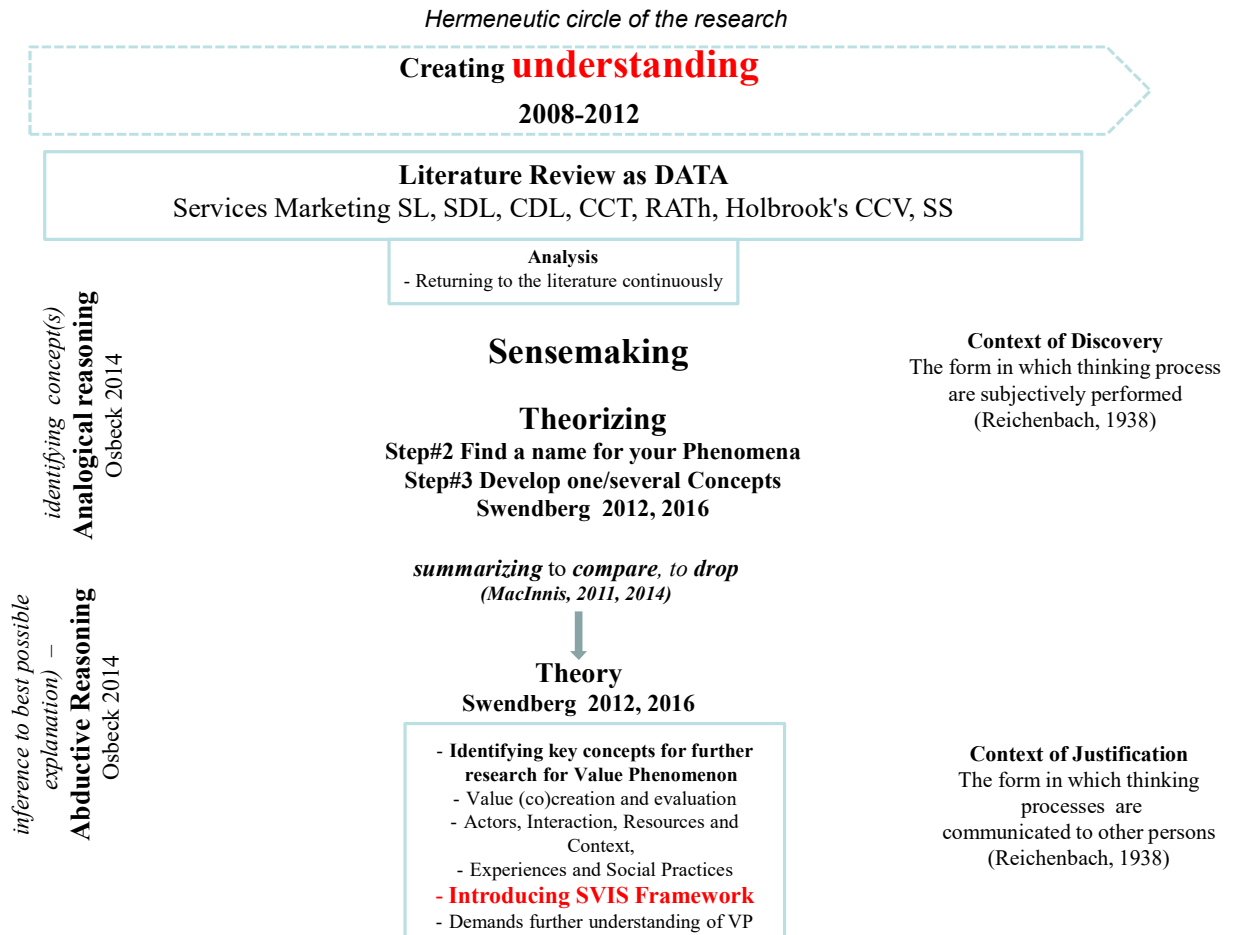 Hermeneutic circle of the research
Creating understanding
2008-2012
Literature Review as DATA
Services Marketing SL, SDL, CDL, CCT, RATh, Holbrook's CCV, SS
Analysis
- Returning to the literature continuously
identifying concept(s)
Analogical reasoning
Osbeck 2014
Sensemaking
Theorizing
Step#2 Find a name for your Phenomena
Step#3 Develop one/several Concepts
Swendberg 2012, 2016
Context of Discovery
The form in which thinking process
are subjectively performed
(Reichenbach, 1938)
summarizing to compare, to drop
(MacInnis, 2011, 2014)
inference to best possible
explanation) –
Abductive Reasoning
Osbeck 2014
Theory
Swendberg 2012, 2016
- Identifying key concepts for further
research for Value Phenomenon
- Value (co)creation and evaluation
- Actors, Interaction, Resources and
Context,
- Experiences and Social Practices
- Introducing SVIS Framework
- Demands further understanding of VP
Context of Justification
The form in which thinking
processes are
communicated to other persons
(Reichenbach, 1938)